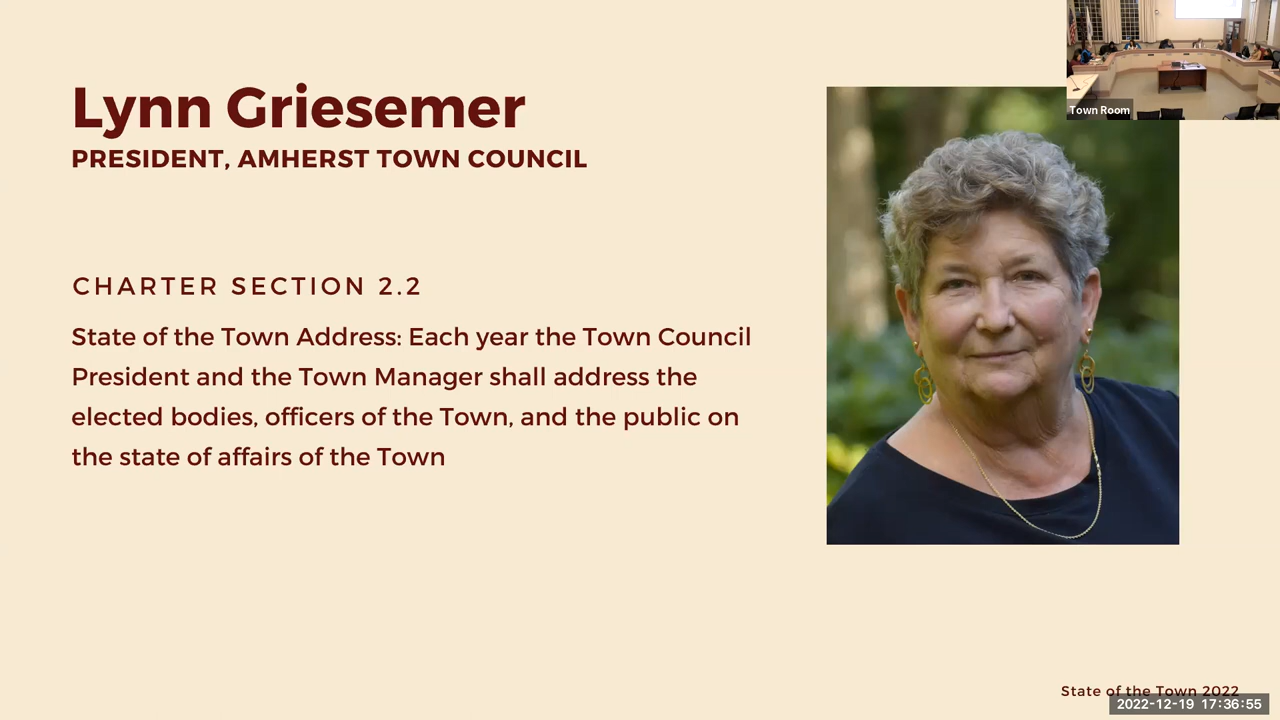 Lynn Griesemer
PRESIDENT, AMHERST TOWN COUNCIL
CHARTER SECTION 2.2
State of the Town Address: Each year the Town Council
President and the Town Manager shall address the
elected bodies, officers of the Town, and the public on
the state of affairs of the Town
Town Room
State of the Town 2022
2022-12-19 17:36:55